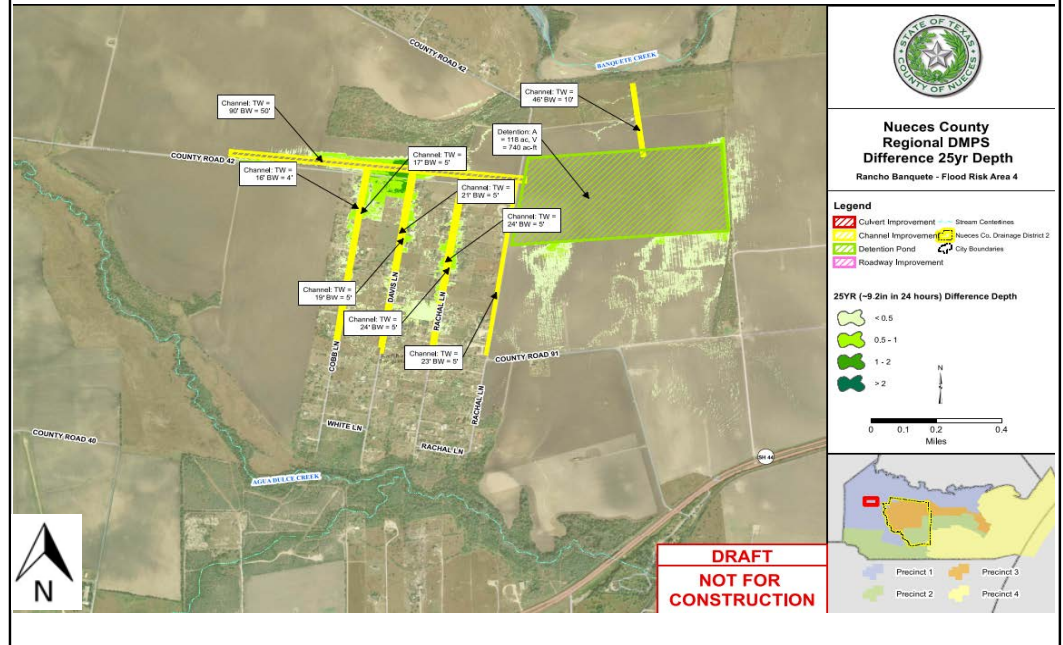 COUNTY ROAD 42
BANQUETE CREEK
Channel: TW =
46' BW = 10'
Channel: TW =
90' BW = 50'
Detention: A
= 118 ac, V
= 740 ac-ft
COUNTY ROAD 42
Channel: TW =
17' BW = 5'
Channel: TW =
16' BW = 4'
Channel: TW =
21' BW = 5'
Channel: TW =
24' BW = 5'
Channel: TW =
19' BW = 5'
DAVIS LN
Channel: TW =
24' BW = 5'
RACHAL LN
Channel: TW =
23' BW = 5'
COBB LN
COUNTY ROAD 91
RACHAL LN
WHITE LN
COUNTY ROAD 40
RACHAL LN
SH 44
AGUA DULCE CREEK
N
DRAFT
NOT FOR
CONSTRUCTION
STATE OF TEXAS
COUNTY OF NUECES
Nueces County
Regional DMPS
Difference 25yr Depth
Rancho Banquete - Flood Risk Area 4
Legend
Culvert Improvement
Stream Centerlines
Channel Improvement
Nueces Co. Drainage District 2
Detention Pond
City Boundaries
Roadway Improvement
25YR (~9.2in in 24 hours) Difference Depth
< 0.5
0.5 - 1
1 - 2
> 2
N
0 0.1 0.2 0.4
Miles
Precinct 1
Precinct 3
Precinct 2
Precinct 4